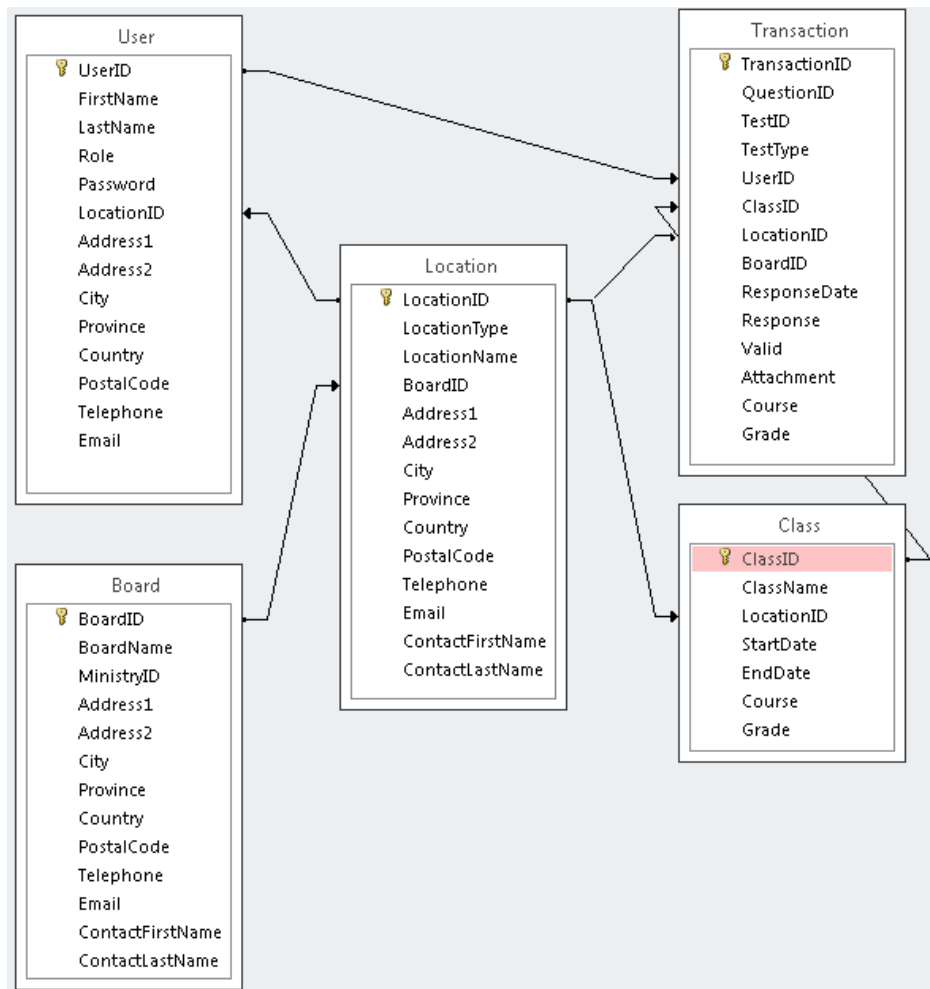 User
UserID
FirstName
LastName
Role
Password
LocationID
Address1
Address2
City
Province
Country
PostalCode
Telephone
Email
Board
BoardID
BoardName
MinistryID
Address1
Address2
City
Province
Country
PostalCode
Telephone
Email
ContactFirstName
ContactLastName
Location
LocationID
LocationType
LocationName
BoardID
Address1
Address2
City
Province
Country
PostalCode
Telephone
Email
ContactFirstName
ContactLastName
Transaction
TransactionID
QuestionID
TestID
TestType
UserID
ClassID
LocationID
BoardID
ResponseDate
Response
Valid
Attachment
Course
Grade
Class
ClassID
ClassName
LocationID
StartDate
EndDate
Course
Grade